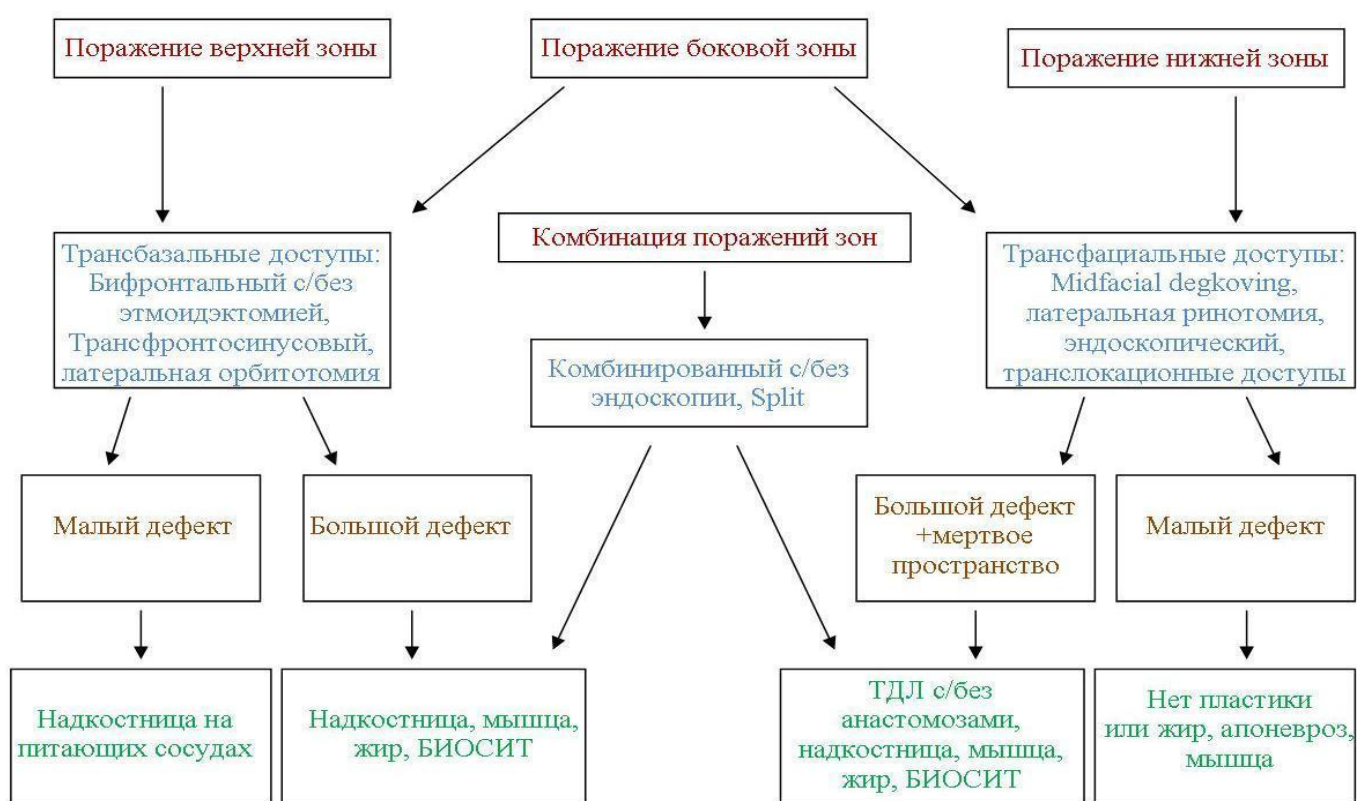 Поражение верхней зоны
Поражение боковой зоны
Поражение нижней зоны
Комбинация поражений зон
Трансбазальные доступы:
Бифронтальный с/без
этмоидэктомией,
Трансфронтосинусовый,
латеральная орбитотомия
Комбинированный с/без
эндоскопии, Split
Трансфациальные доступы:
Midfacial degkoving,
латеральная ринотомия,
эндоскопический,
транслокационные доступы
Малый дефект
Большой дефект
Большой дефект
+мертвое
пространство
Малый дефект
Надкостница на
питающих сосудах
Надкостница, мышца,
жир, БИОСИТ
ТДЛ с/без
анастомозами,
надкостница, мышца,
жир, БИОСИТ
Нет пластики
или жир, апоневроз,
мышца